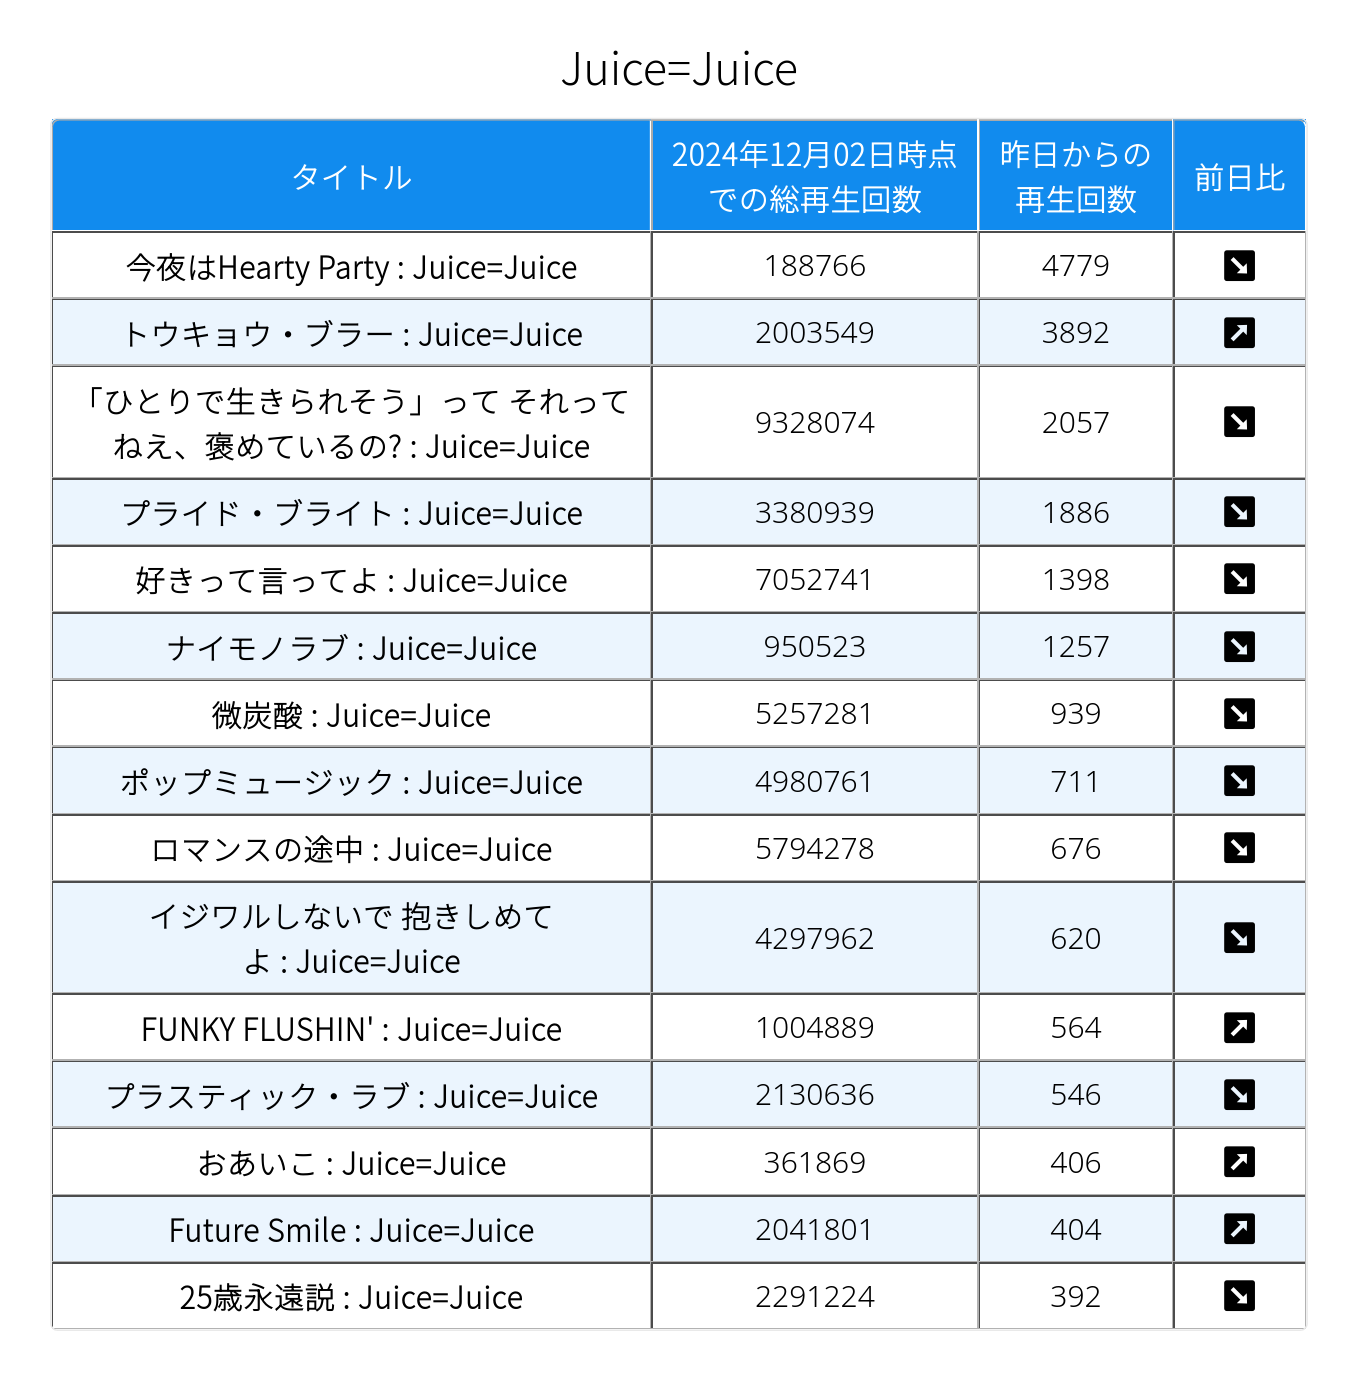 Juice=Juice
タイトル
2024年12月02日時点
での総再生回数
昨日からの
再生回数
前日比
今夜はHearty Party : Juice=Juice
188766
4779
トウキョウ・ブラー : Juice=Juice
2003549
3892
「ひとりで生きられそう」って それって
ねえ、褒めているの? : Juice=Juice
9328074
2057
プライド・ブライト : Juice=Juice
3380939
1886
好きって言ってよ : Juice=Juice
7052741
1398
ナイモノラブ : Juice=Juice
950523
1257
微炭酸 : Juice=Juice
5257281
939
ポップミュージック : Juice=Juice
4980761
711
ロマンスの途中 : Juice=Juice
5794278
676
イジワルしないで 抱きしめて
よ : Juice=Juice
4297962
620
FUNKY FLUSHIN' : Juice=Juice
1004889
564
プラスティック・ラブ : Juice=Juice
2130636
546
おあいこ : Juice=Juice
361869
406
Future Smile : Juice=Juice
2041801
404
25歳永遠説 : Juice=Juice
2291224
392